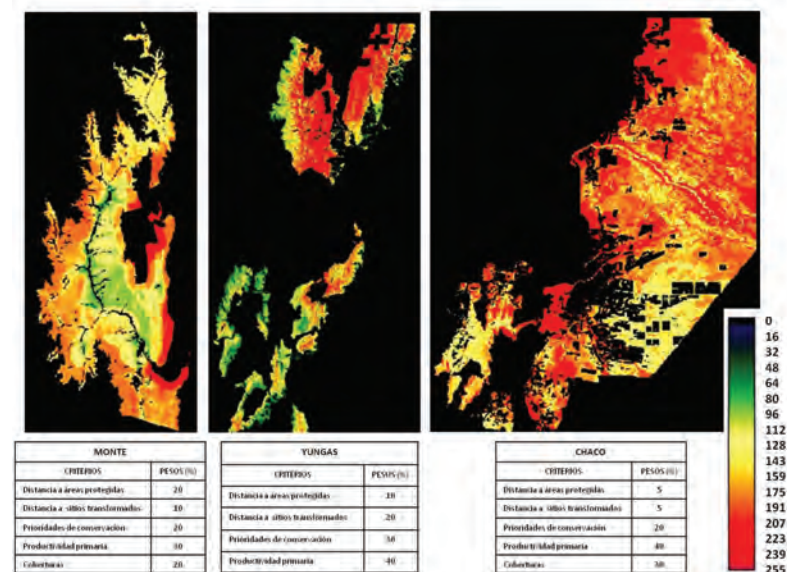 0
16
32
48
64
80
96
112
128
143
159
175
191
207
223
239
255
MONTE
CRITERIOS PESOS (%)
Distancia a áreas protegidas 20
Distancia a sitios transformados 10
Prioridades de conservación 20
Productividad primaria 30
Coberturas 20
YUNGAS
CRITERIOS PESOS (%)
Distancia a áreas protegidas 10
Distancia a sitios transformados 20
Prioridades de conservación 30
Productividad primaria 40
CHACO
CRITERIOS PESOS (%)
Distancia a áreas protegidas 5
Distancia a sitios transformados 5
Prioridades de conservación 20
Productividad primaria 40
Coberturas 30